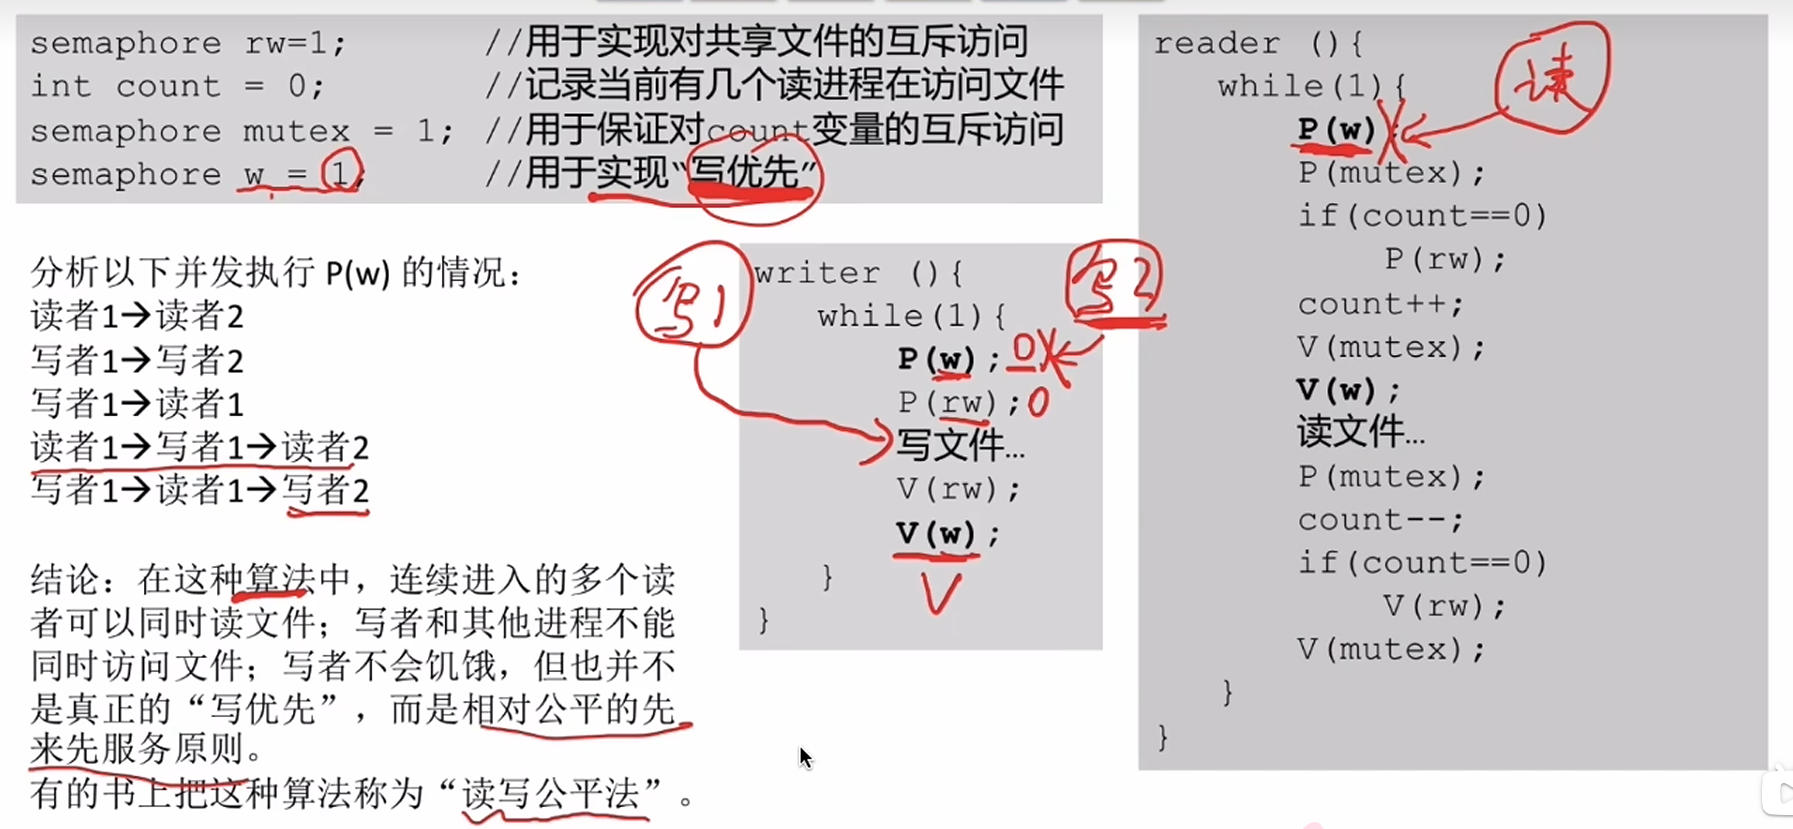 semaphore rw=1; //用于实现对共享文件的互斥访问
int count = 0; //记录当前有几个读进程在访问文件
semaphore mutex = 1; //用于保证对count变量的互斥访问
semaphore w = 1; //用于实现“写优先”
分析以下并发执行 P(w) 的情况：
读者1→读者2
写者1→写者2
写者1→读者1
读者1→写者1→读者2
写者1→读者1→写者2
结论：在这种算法中，连续进入的多个读
者可以同时读文件；写者和其他进程不能
同时访问文件；写者不会饥饿，但也并不
是真正的“写优先”，而是相对公平的先
来先服务原则。
有的书上把这种算法称为“读写公平法”。
写1
写2
writer (){
while(1){
P(w); 0
P(rw); 0
写文件…
V(rw);
V(w);
}
}
reader (){
while(1){
读
P(w);
P(mutex);
if(count==0)
P(rw);
count++;
V(mutex);
V(w);
读文件…
P(mutex);
count--;
if(count==0)
V(rw);
V(mutex);
}
}